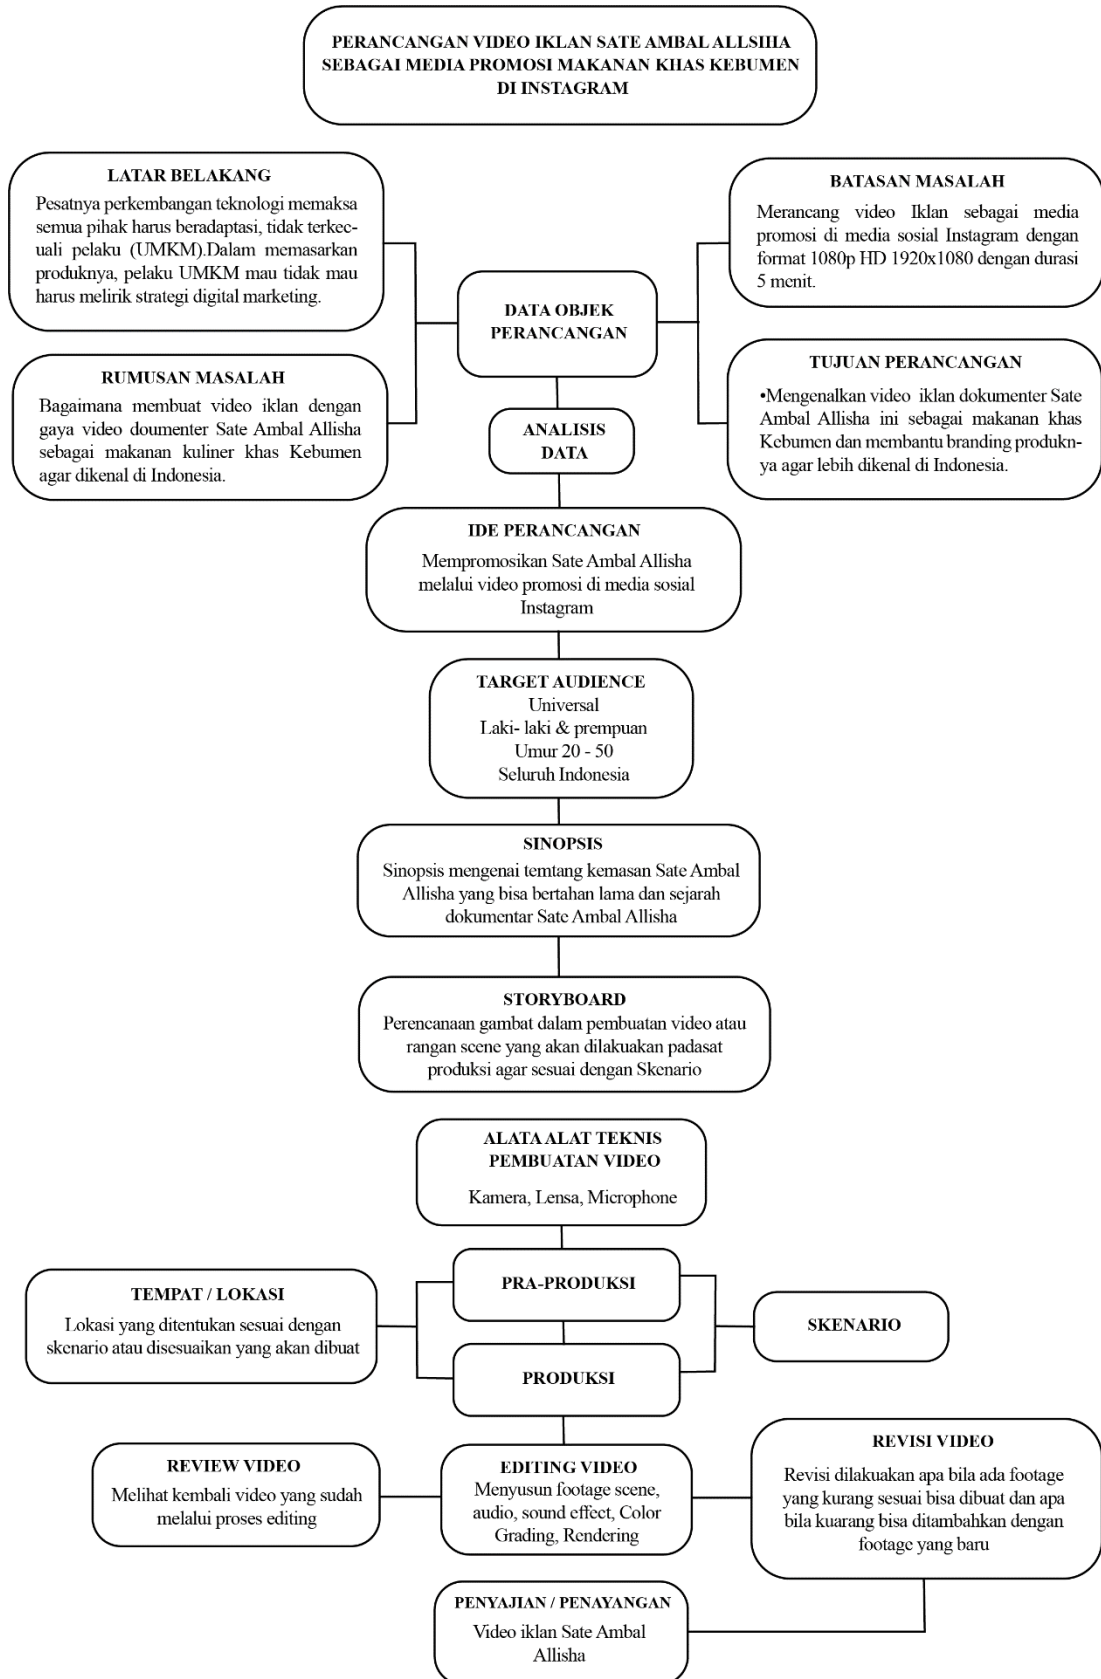 PERANCANGAN VIDEO IKLAN SATE AMBAL ALLSIIIA
SEBAGAI MEDIA PROMOSI MAKANAN KHAS KEBUMEN
DI INSTAGRAM
LATAR BELAKANG
Pesatnya perkembangan teknologi memaksa
semua pihak harus beradaptasi, tidak terkec-
uali pelaku (UMKM).Dalam memasarkan
produknya, pelaku UMKM mau tidak mau
harus melirik strategi digital marketing.
BATASAN MASALAH
Merancang video Iklan sebagai media
promosi di media sosial Instagram dengan
format 1080p HD 1920x1080 dengan durasi
5 menit.
DATA OBJEK
PERANCANGAN
RUMUSAN MASALAH
Bagaimana membuat video iklan dengan
gaya video doumenter Sate Ambal Allisha
sebagai makanan kuliner khas Kebumen
agar dikenal di Indonesia.
TUJUAN PERANCANGAN
•Mengenalkan video iklan dokumenter Sate
Ambal Allisha ini sebagai makanan khas
Kebumen dan membantu branding produkn-
ya agar lebih dikenal di Indonesia.
ANALISIS
DATA
IDE PERANCANGAN
Mempromosikan Sate Ambal Allisha
melalui video promosi di media sosial
Instagram
TARGET AUDIENCE
Universal
Laki- laki & prempuan
Umur 20 - 50
Seluruh Indonesia
SINOPSIS
Sinopsis mengenai temtang kemasan Sate Ambal
Allisha yang bisa bertahan lama dan sejarah
dokumentar Sate Ambal Allisha
STORYBOARD
Perencanaan gambat dalam pembuatan video atau
rangan scene yang akan dilakuakan padasat
produksi agar sesuai dengan Skenario
ALATA ALAT TEKNIS
PEMBUATAN VIDEO
Kamera, Lensa, Microphone
PRA-PRODUKSI
TEMPAT / LOKASI
Lokasi yang ditentukan sesuai dengan
skenario atau disesuaikan yang akan dibuat
SKENARIO
PRODUKSI
REVIEW VIDEO
Melihat kembali video yang sudah
melalui proses editing
EDITING VIDEO
Menyusun footage scene,
audio, sound effect, Color
Grading, Rendering
REVISI VIDEO
Revisi dilakukan apa bila ada footage
yang kurang sesuai bisa dibuat dan apa
bila kuarang bisa ditambahkan dengan
footage yang baru
PENYAJIAN / PENAYANGAN
Video iklan Sate Ambal
Allisha